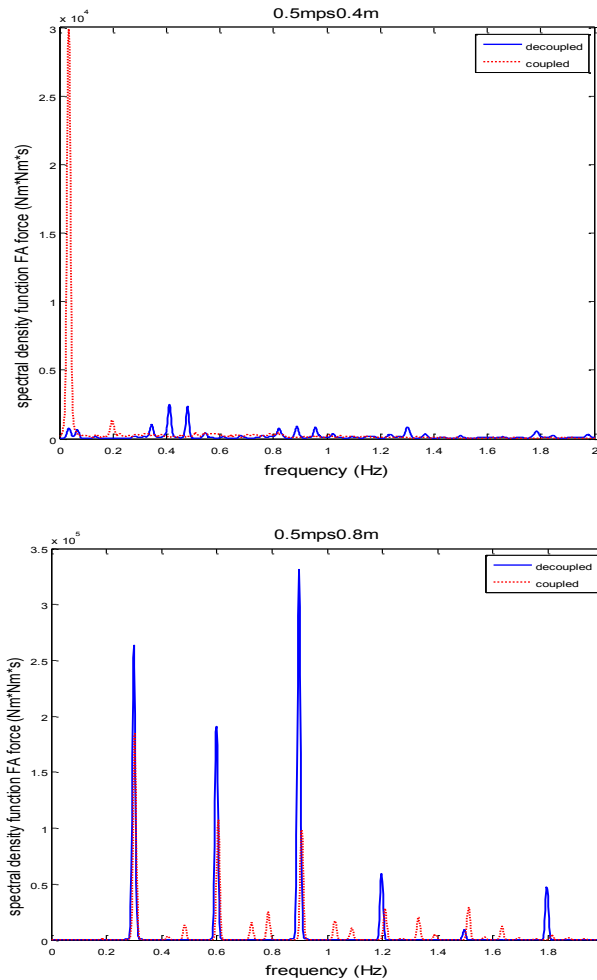 0.5mps0.4m
x 10^4
decoupled
coupled
3
2.5
2
1.5
1
0.5
0
spectral density function FA force (Nm*Nm*s)
0 0.2 0.4 0.6 0.8 1 1.2 1.4 1.6 1.8 2
frequency (Hz)
0.5mps0.8m
x 10^5
decoupled
coupled
3.5
3
2.5
2
1.5
1
0.5
0
spectral density function FA force (Nm*Nm*s)
0 0.2 0.4 0.6 0.8 1 1.2 1.4 1.6 1.8
frequency (Hz)